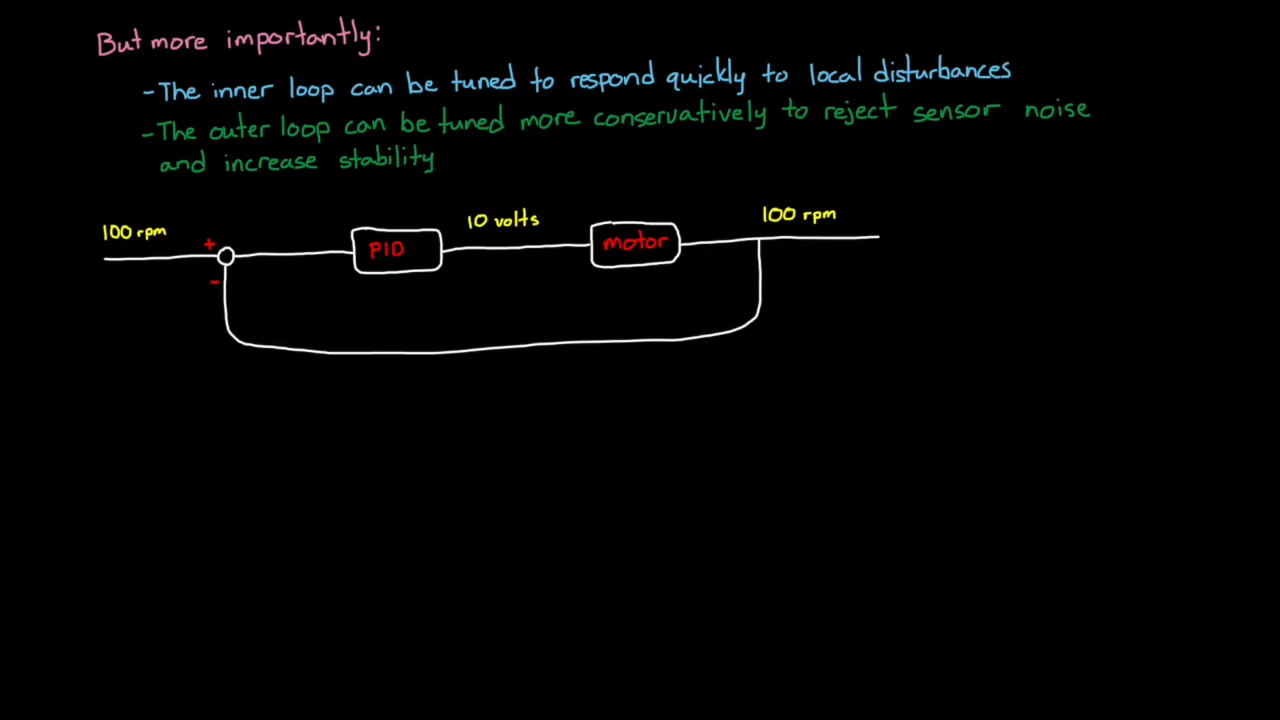 But more importantly:
-The inner loop can be tuned to respond quickly to local disturbances
-The outer loop can be tuned more conservatively to reject sensor noise
and increase stability
100 rpm
+
-
PID
10 volts
motor
100 rpm